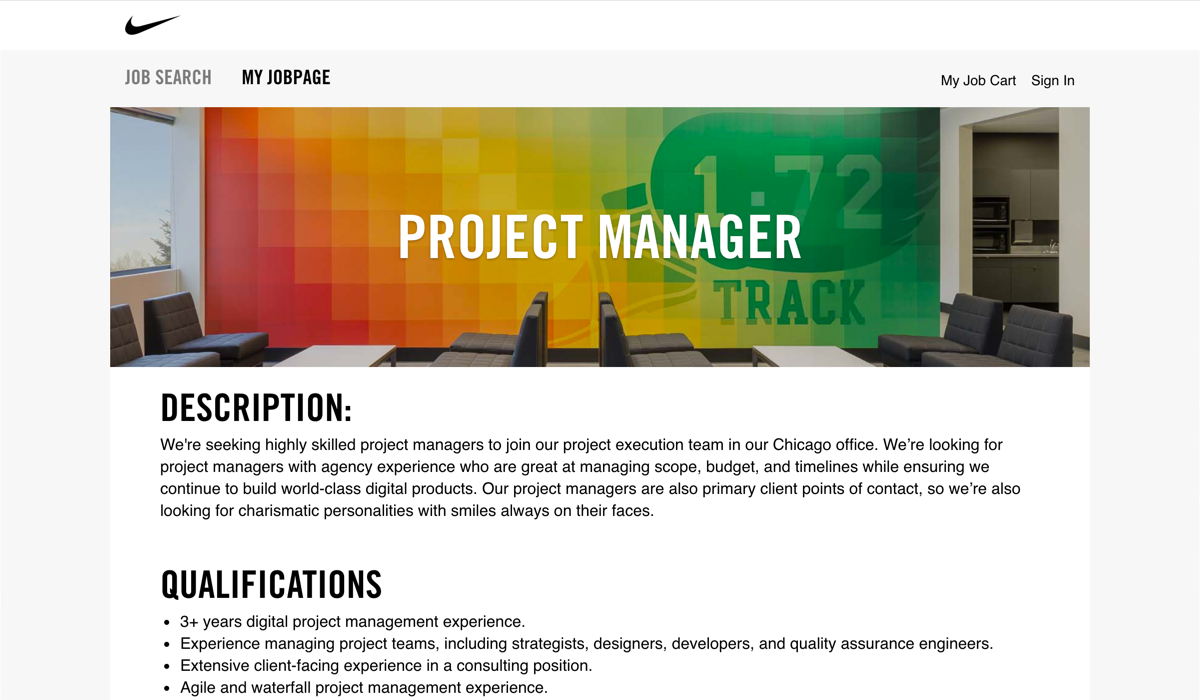 JOB SEARCH MY JOBPAGE My Job Cart Sign In
1:72
PROJECT MANAGER
TRACK
DESCRIPTION:
We're seeking highly skilled project managers to join our project execution team in our Chicago office. We’re looking for
project managers with agency experience who are great at managing scope, budget, and timelines while ensuring we
continue to build world-class digital products. Our project managers are also primary client points of contact, so we’re also
looking for charismatic personalities with smiles always on their faces.
QUALIFICATIONS
• 3+ years digital project management experience.
• Experience managing project teams, including strategists, designers, developers, and quality assurance engineers.
• Extensive client-facing experience in a consulting position.
• Agile and waterfall project management experience.